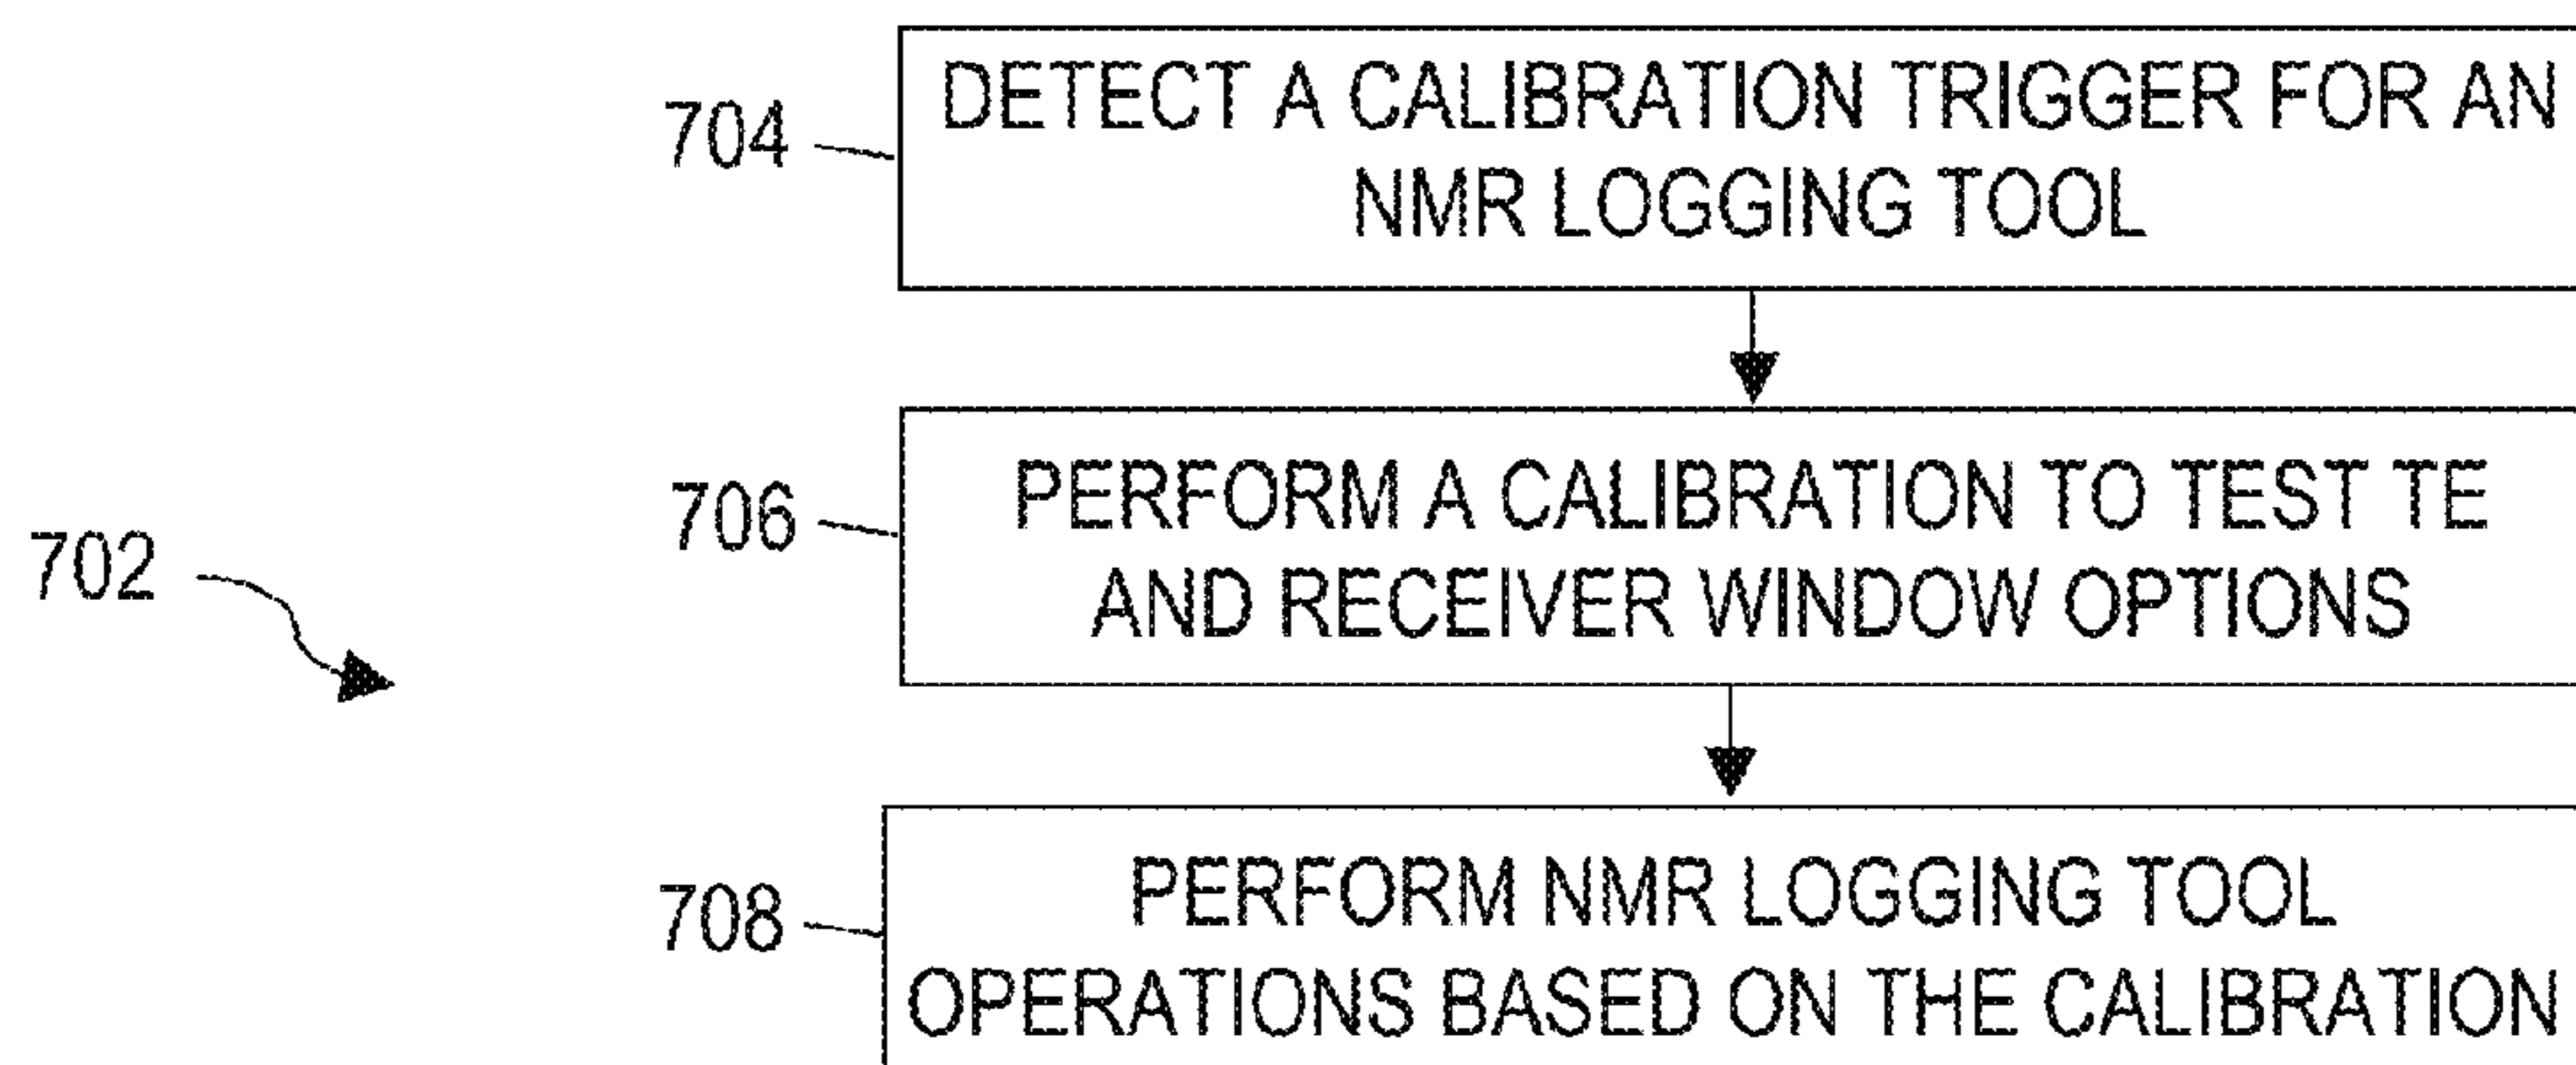 704
DETECT A CALIBRATION TRIGGER FOR AN
NMR LOGGING TOOL
706
PERFORM A CALIBRATION TO TEST TE
AND RECEIVER WINDOW OPTIONS
702
708
PERFORM NMR LOGGING TOOL
OPERATIONS BASED ON THE CALIBRATION